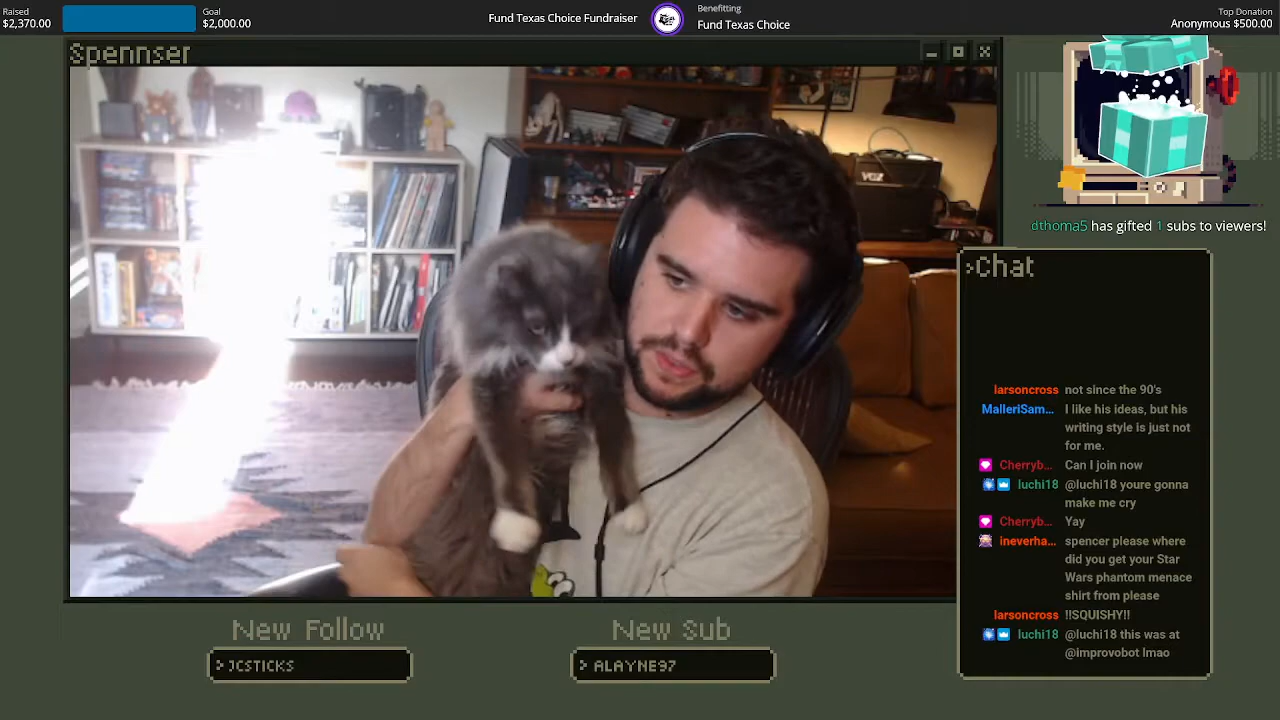 Raised
$2,370.00
Goal
$2,000.00
Fund Texas Choice Fundraiser
Benefitting
Fund Texas Choice
Top Donation
Anonymous $500.00
Spennser
VOX
dthoma5 has gifted 1 subs to viewers!
>Chat
larsoncross not since the 90's
MalleriSam... I like his ideas, but his
writing style is just not
for me.
Cherryb... Can I join now
luchi18 @luchi18 youre gonna
make me cry
Cherryb... Yay
ineverha... spencer please where
did you get your Star
Wars phantom menace
shirt from please
larsoncross !!SQUISHY!!
luchi18 @luchi18 this was at
@improvobot lmao
New Follow
> JCSTICKS
New Sub
> ALAYNE97